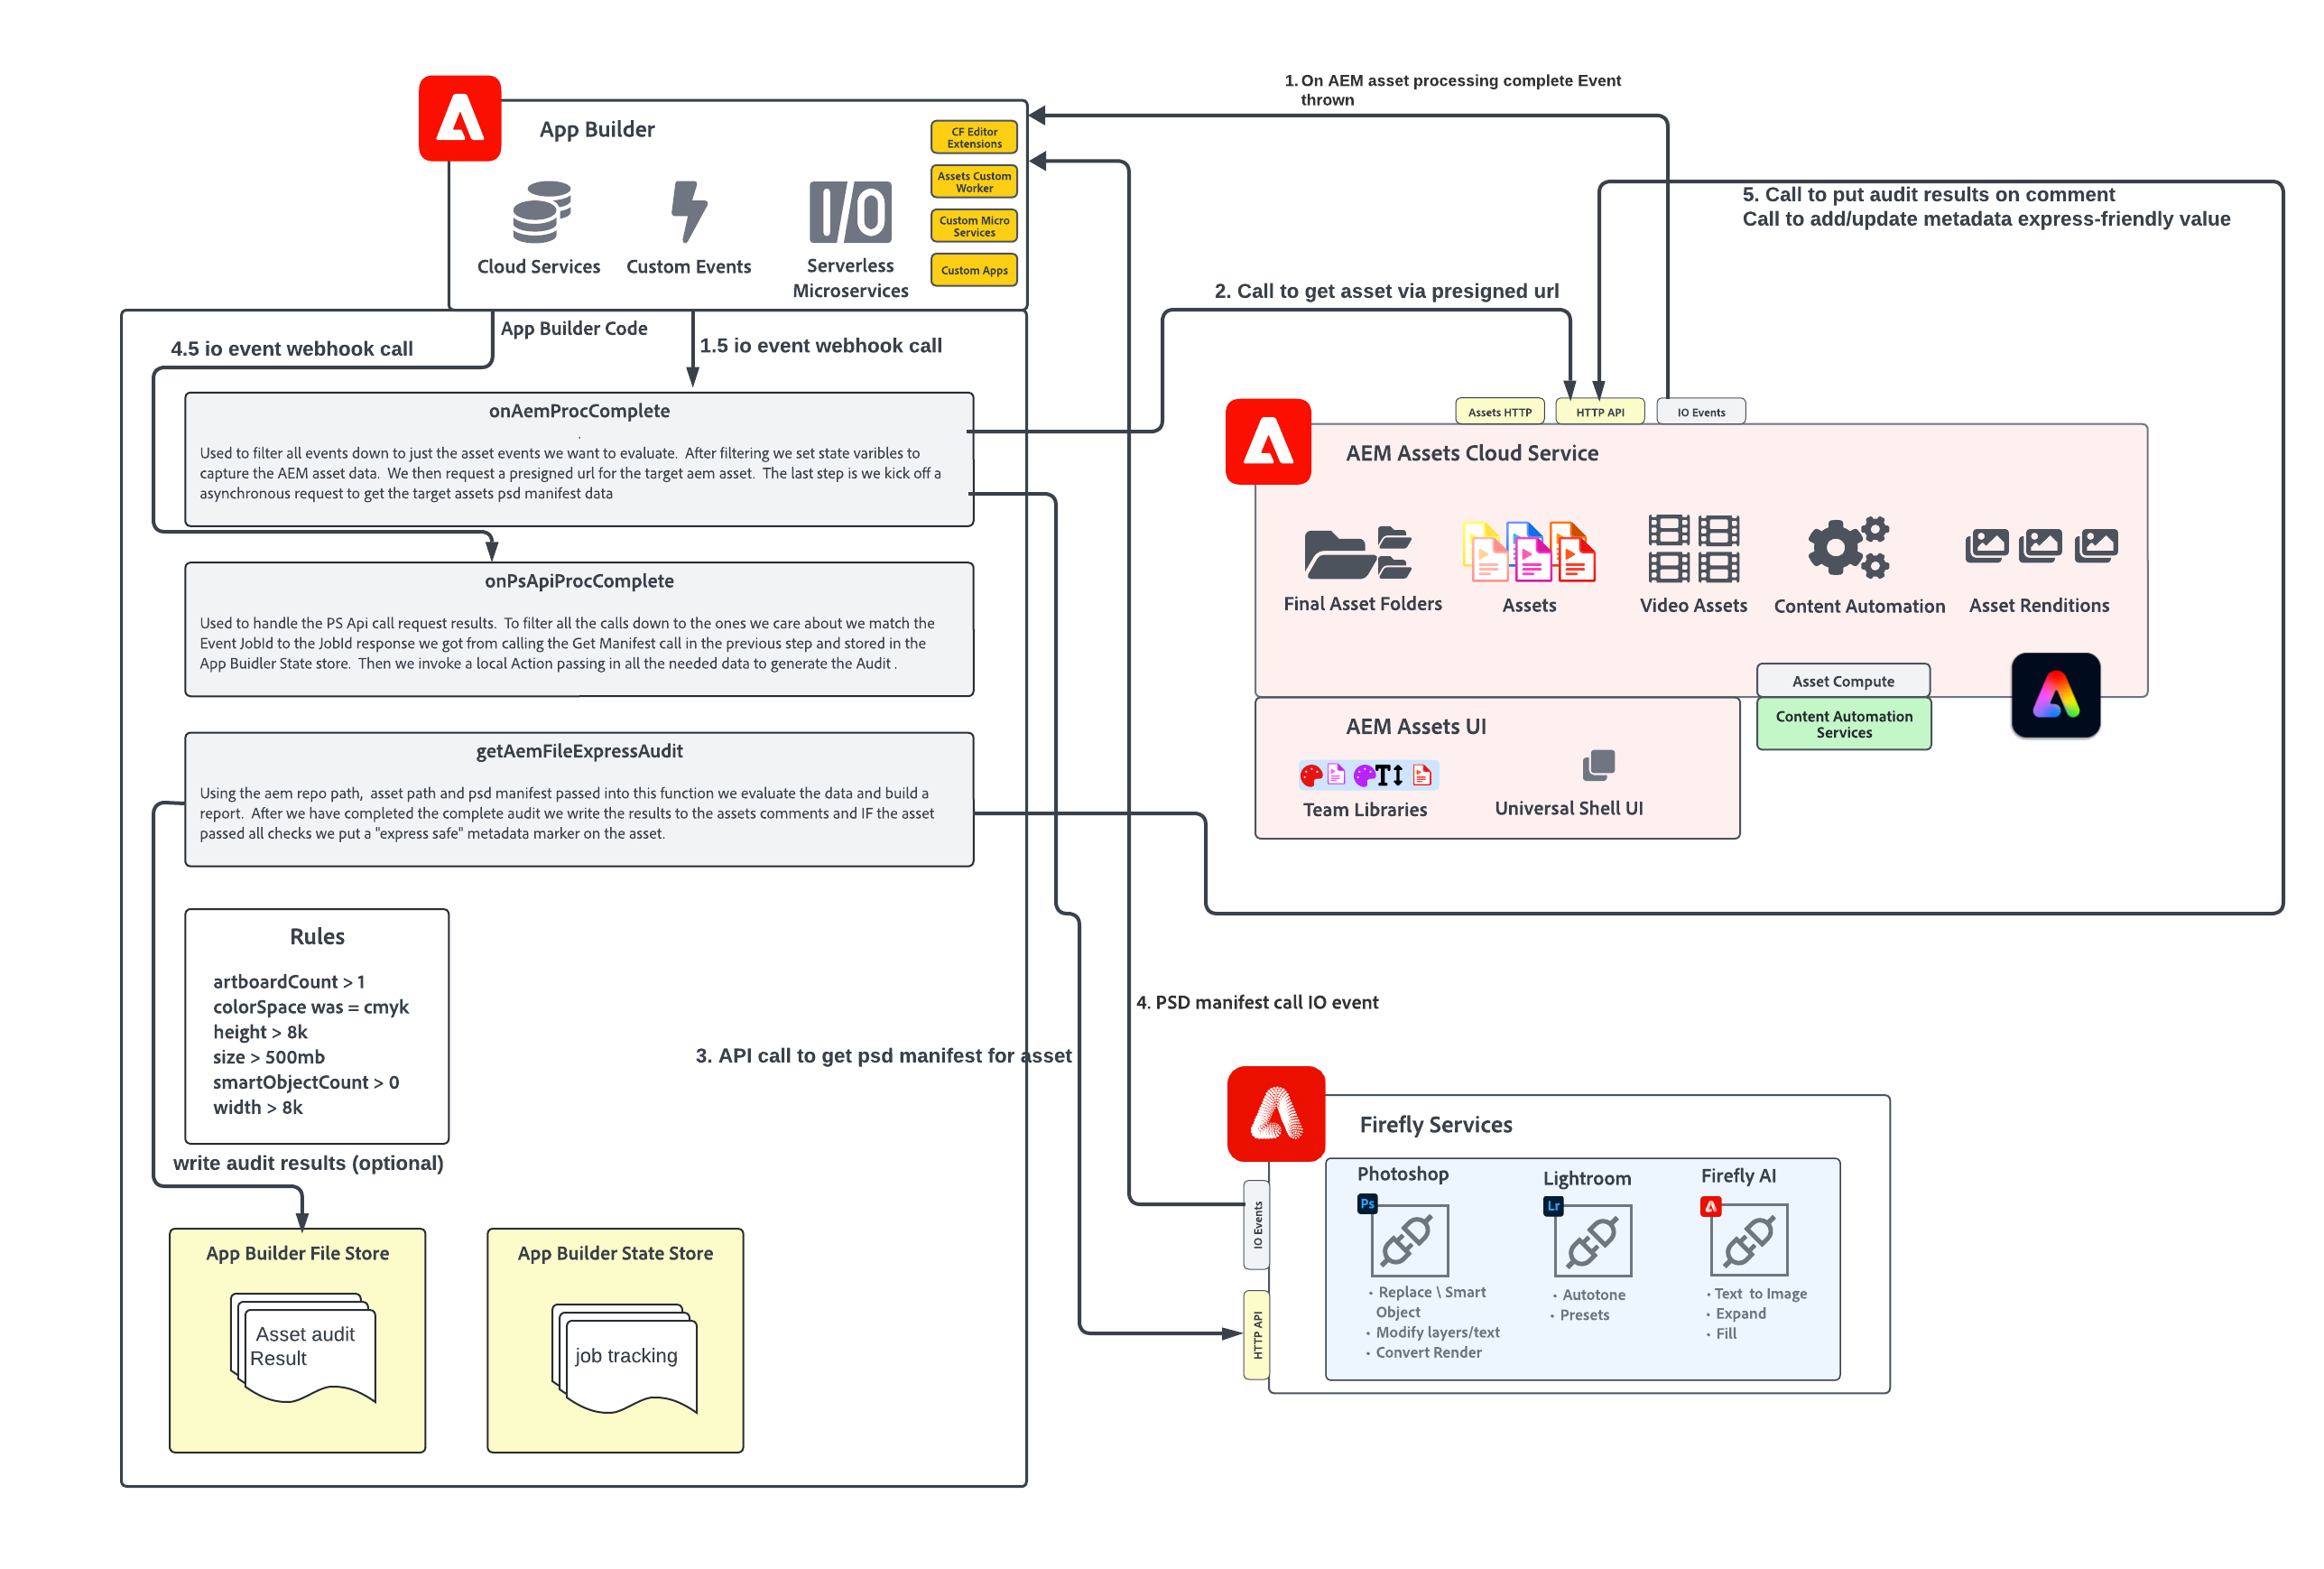 1. On AEM asset processing complete Event
thrown
App Builder
CF Editor
Extensions
Assets Custom
Worker
Custom Micro
Services
Custom Apps
Cloud Services
Custom Events
I/O
Serverless
Microservices
5. Call to put audit results on comment
Call to add/update metadata express-friendly value
2. Call to get asset via presigned url
App Builder Code
4.5 io event webhook call
1.5 io event webhook call
onAemProcComplete
.
Used to filter all events down to just the asset events we want to evaluate. After filtering we set state varibles to
capture the AEM asset data. We then request a presigned url for the target aem asset. The last step is we kick off a
asynchronous request to get the target assets psd manifest data
onPsApiProcComplete
Used to handle the PS Api call request results. To filter all the calls down to the ones we care about we match the
Event JobId to the JobId response we got from calling the Get Manifest call in the previous step and stored in the
App Buidler State store. Then we invoke a local Action passing in all the needed data to generate the Audit .
getAemFileExpressAudit
Using the aem repo path, asset path and psd manifest passed into this function we evaluate the data and build a
report. After we have completed the complete audit we write the results to the assets comments and IF the asset
passed all checks we put a "express safe" metadata marker on the asset.
Rules
artboardCount > 1
colorSpace was = cmyk
height > 8k
size > 500mb
smartObjectCount > 0
width > 8k
write audit results (optional)
App Builder File Store
Asset audit
Result
App Builder State Store
job tracking
Assets HTTP
HTTP API
IO Events
AEM Assets Cloud Service
Final Asset Folders
Assets
Video Assets
Content Automation
Asset Renditions
Asset Compute
Content Automation
Services
AEM Assets UI
T
Team Libraries
Universal Shell UI
4. PSD manifest call IO event
3. API call to get psd manifest for asset
Firefly Services
IO Events
HTTP API
Photoshop
Ps
• Replace \ Smart
Object
• Modify layers/text
• Convert Render
Lightroom
Lr
• Autotone
• Presets
Firefly AI
• Text to Image
• Expand
• Fill